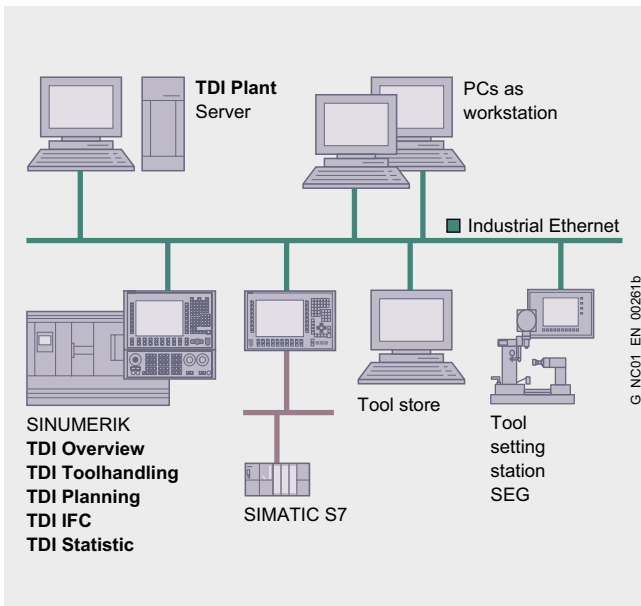 TDI Plant
Server
PCs as
workstation
Industrial Ethernet
SINUMERIK
TDI Overview
TDI Toolhandling
TDI Planning
TDI IFC
TDI Statistic
SIMATIC S7
Tool store
Tool
setting
station
SEG
G_NC01_EN_00261b